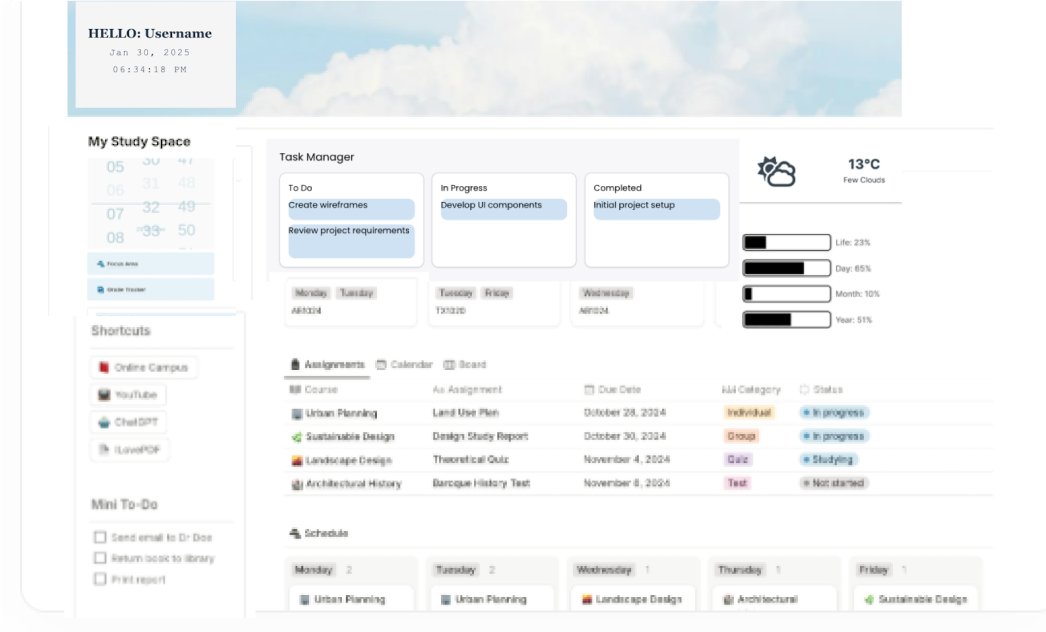 HELLO: Username
Jan 30, 2025
06:34:18 PM
My Study Space
05 30 47
06 31 48
07 32 49
08 33 50
Focus Area
Grade Tracker
Shortcuts
Online Campus
YouTube
ChatGPT
ILovePDF
Mini To-Do
Send email to Dr Doe
Return book to library
Print report
Task Manager
To Do
Create wireframes
Review project requirements
In Progress
Develop UI components
Completed
Initial project setup
13°C
Few Clouds
Life: 23%
Day: 65%
Month: 10%
Year: 51%
Monday Tuesday
Tuesday Friday
TX1020
Wednesday
Assignments Calendar Board
Course Aa Assignment Due Date Category Status
Urban Planning Land Use Plan October 28, 2024 Individual In progress
Sustainable Design Design Study Report October 30, 2024 Group In progress
Landscape Design Theoretical Quiz November 4, 2024 Quiz Studying
Architectural History Baroque History Test November 8, 2024 Test Not started
Schedule
Monday 2 Tuesday 2 Wednesday 1 Thursday 1 Friday 1
Urban Planning Urban Planning Landscape Design Architectural Sustainable Design